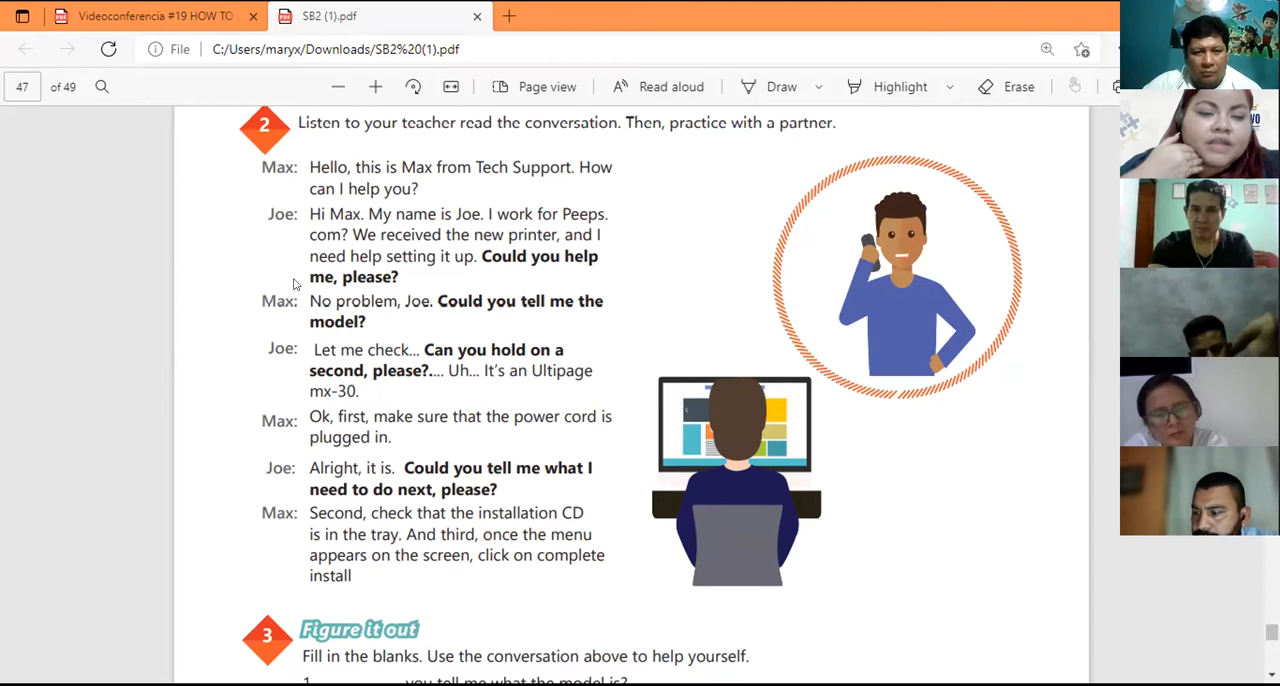 Videoconferencia #19 HOW TO
SB2 (1).pdf
File
C:/Users/maryx/Downloads/SB2%20(1).pdf
47 of 49
Page view
Read aloud
Draw
Highlight
Erase
2 Listen to your teacher read the conversation. Then, practice with a partner.
Max: Hello, this is Max from Tech Support. How
can I help you?
Joe: Hi Max. My name is Joe. I work for Peeps.
com? We received the new printer, and I
need help setting it up. Could you help
me, please?
Max: No problem, Joe. Could you tell me the
model?
Joe: Let me check... Can you hold on a
second, please?.... Uh... It's an Ultipage
mx-30.
Max: Ok, first, make sure that the power cord is
plugged in.
Joe: Alright, it is. Could you tell me what I
need to do next, please?
Max: Second, check that the installation CD
is in the tray. And third, once the menu
appears on the screen, click on complete
install
3 Figure it out
Fill in the blanks. Use the conversation above to help yourself.
1. you tell me what the model is?